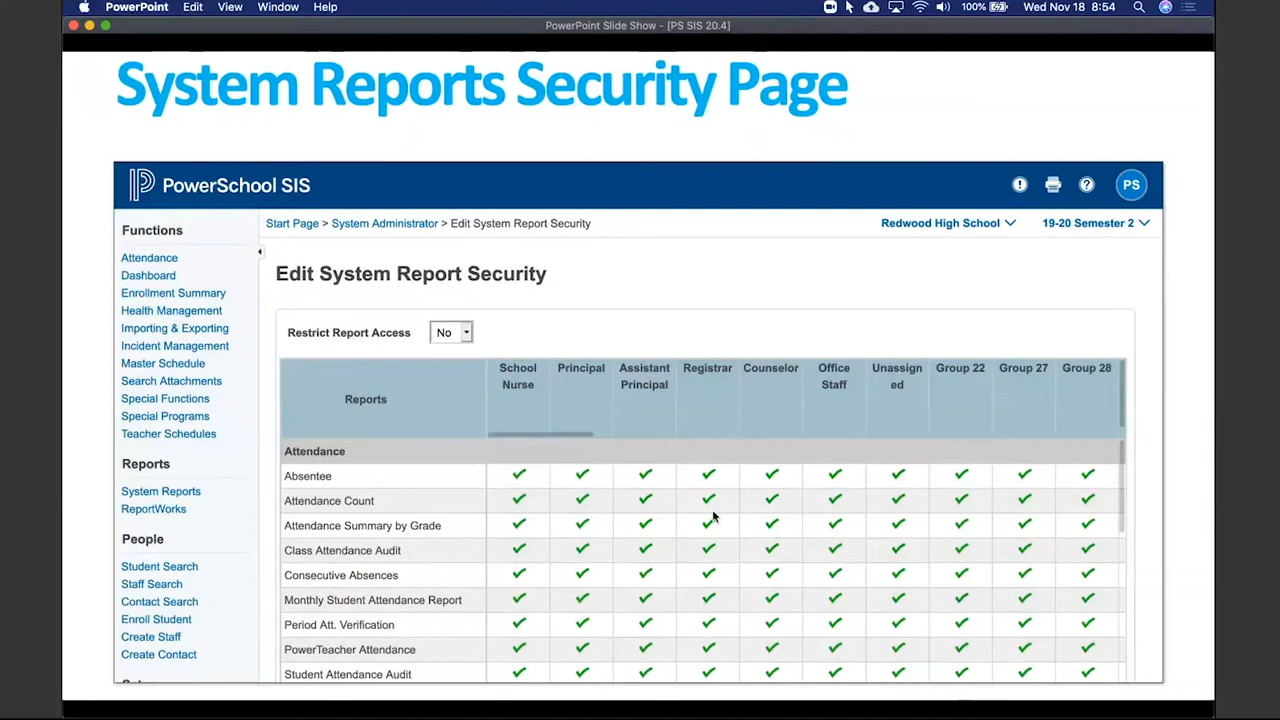 PowerPoint Edit View Window Help 100% Wed Nov 18 8:54
PowerPoint Slide Show - [PS SIS 20.4]
System Reports Security Page
PowerSchool SIS
PS
Functions
Attendance
Dashboard
Enrollment Summary
Health Management
Importing & Exporting
Incident Management
Master Schedule
Search Attachments
Special Functions
Special Programs
Teacher Schedules
Reports
System Reports
ReportWorks
People
Student Search
Staff Search
Contact Search
Enroll Student
Create Staff
Create Contact
Start Page > System Administrator > Edit System Report Security
Redwood High School
19-20 Semester 2
Edit System Report Security
Restrict Report Access No
Reports
School Nurse
Principal
Assistant Principal
Registrar
Counselor
Office Staff
Unassign ed
Group 22
Group 27
Group 28
Attendance
Absentee
Attendance Count
Attendance Summary by Grade
Class Attendance Audit
Consecutive Absences
Monthly Student Attendance Report
Period Att. Verification
PowerTeacher Attendance
Student Attendance Audit